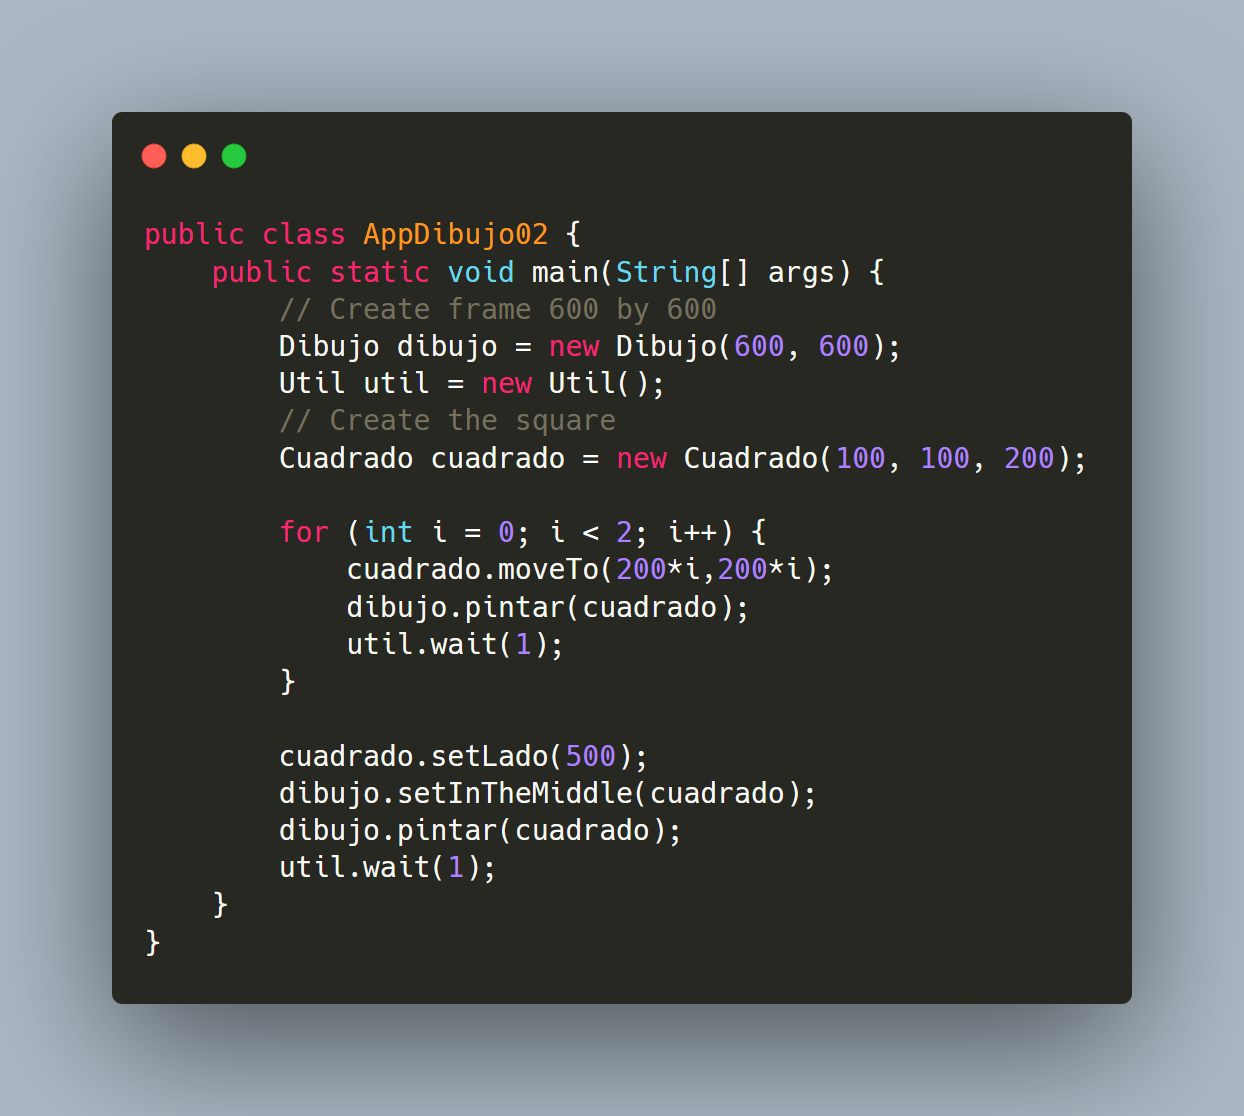 public class AppDibujo02 {
    public static void main(String[] args) {
        // Create frame 600 by 600
        Dibujo dibujo = new Dibujo(600, 600);
        Util util = new Util();
        // Create the square
        Cuadrado cuadrado = new Cuadrado(100, 100, 200);

        for (int i = 0; i < 2; i++) {
            cuadrado.moveTo(200*i,200*i);
            dibujo.pintar(cuadrado);
            util.wait(1);
        }

        cuadrado.setLado(500);
        dibujo.setInTheMiddle(cuadrado);
        dibujo.pintar(cuadrado);
        util.wait(1);
    }
}